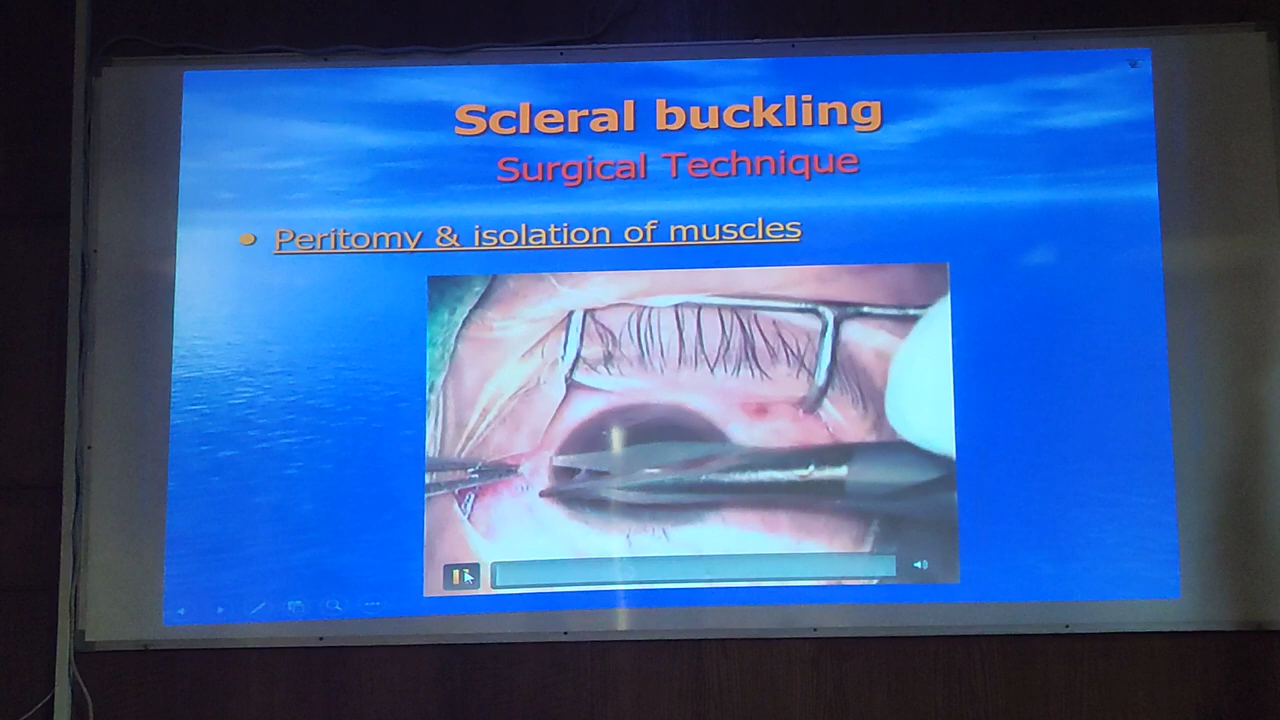 Scleral buckling
Surgical Technique
• Peritomy & isolation of muscles